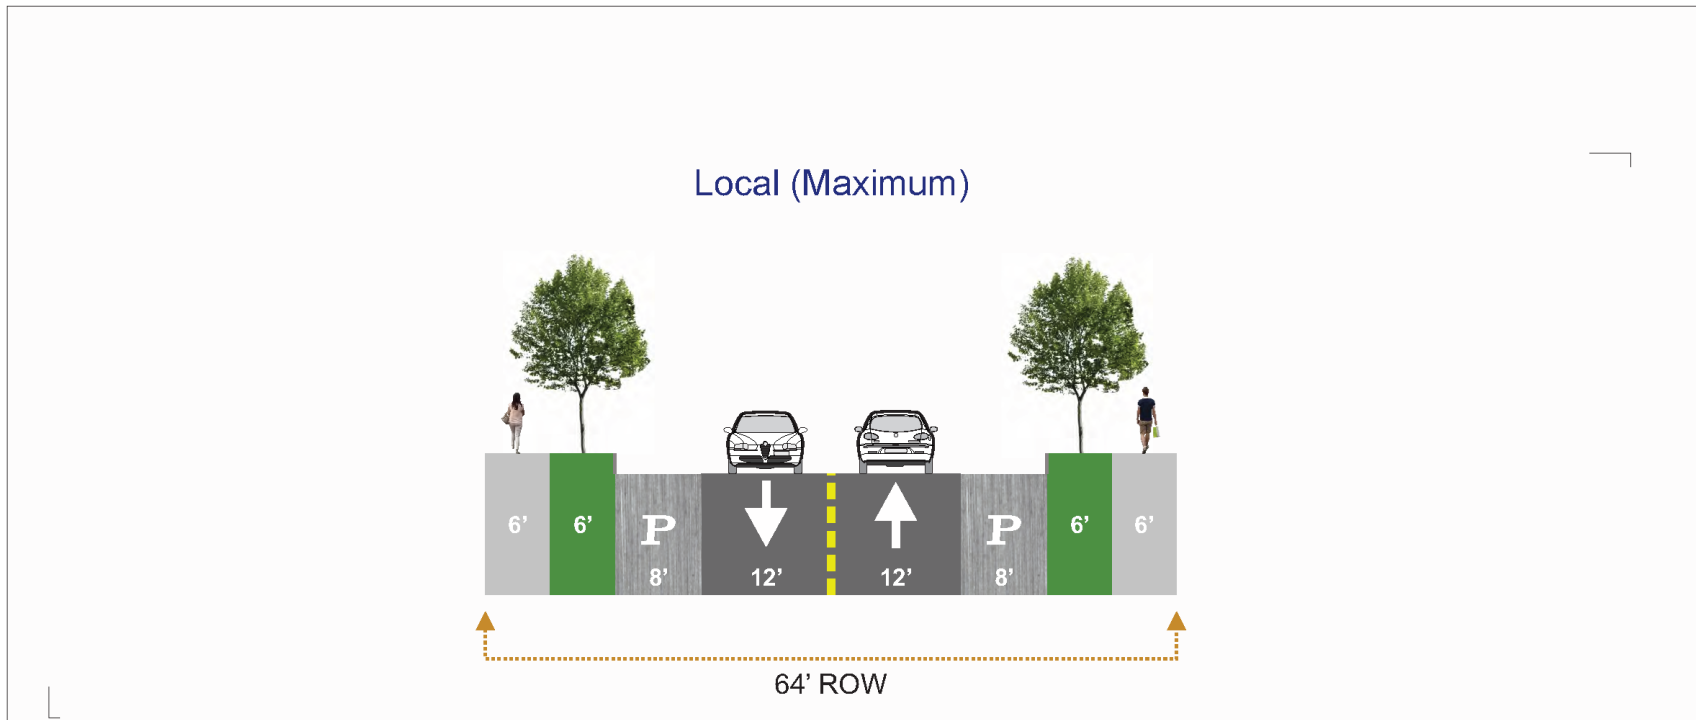 Local (Maximum)
6’ 6’ P P 6’ 6’
8’ 12’ 12’ 8’
64’ ROW